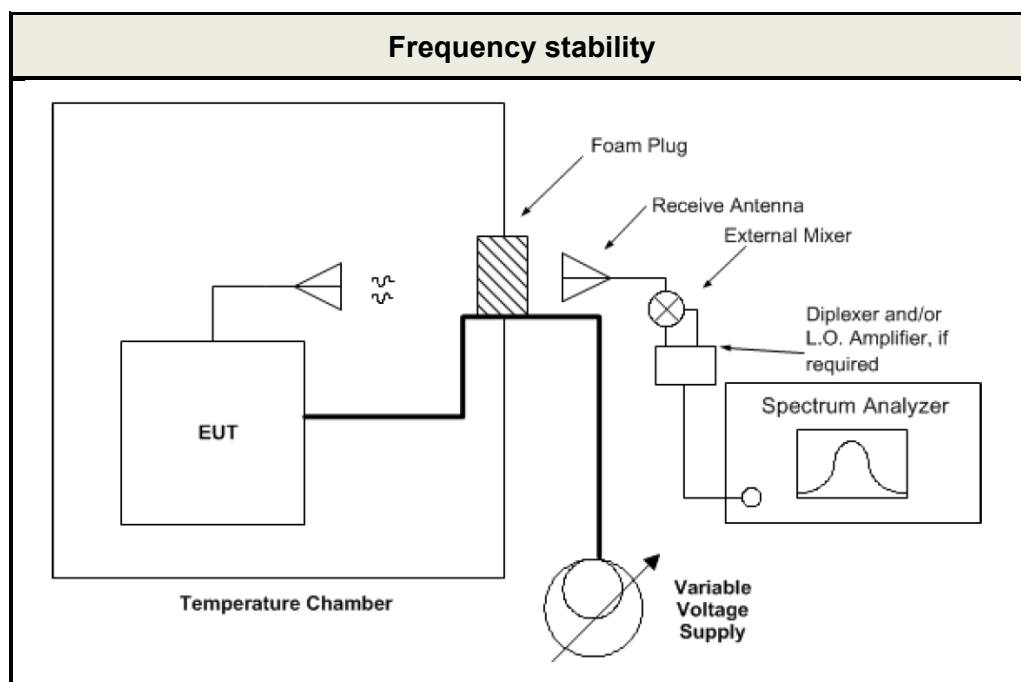 Frequency stability
Foam Plug
Receive Antenna
External Mixer
Diplexer and/or
L.O. Amplifier, if
required
Spectrum Analyzer
EUT
Temperature Chamber
Variable
Voltage
Supply